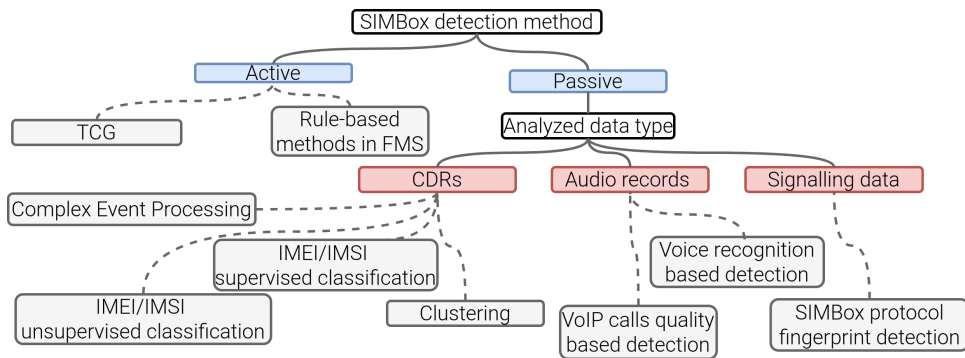 SIMBox detection method
Active
Passive
TCG
Rule-based
methods in FMS
Analyzed data type
CDRs
Audio records
Signalling data
Complex Event Processing
IMEI/IMSI
supervised classification
Voice recognition
based detection
IMEI/IMSI
unsupervised classification
Clustering
VoIP calls quality
based detection
SIMBox protocol
fingerprint detection